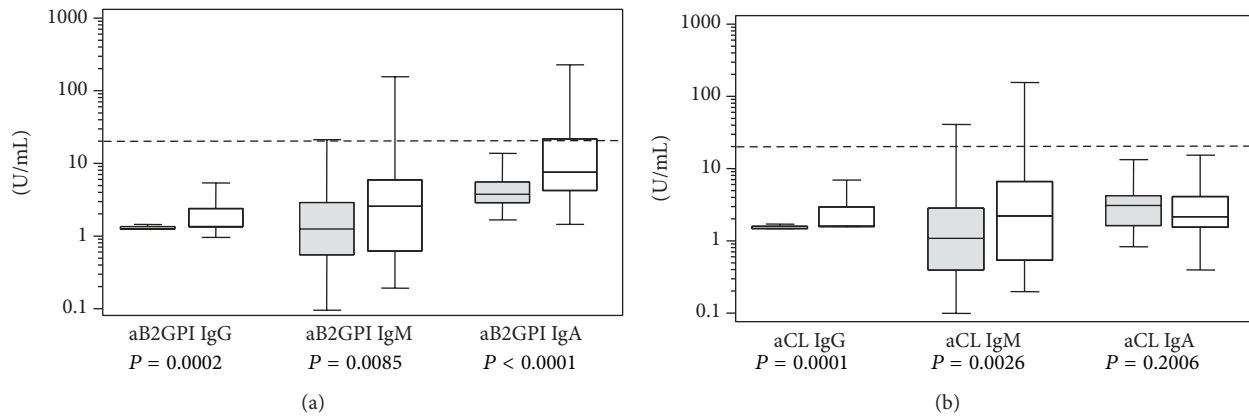 1000
100
10
1
0.1
(U/mL)
aB2GPI IgG aB2GPI IgM aB2GPI IgA
P = 0.0002 P = 0.0085 P < 0.0001
(a)
1000
100
10
1
0.1
(U/mL)
aCL IgG aCL IgM aCL IgA
P = 0.0001 P = 0.0026 P = 0.2006
(b)